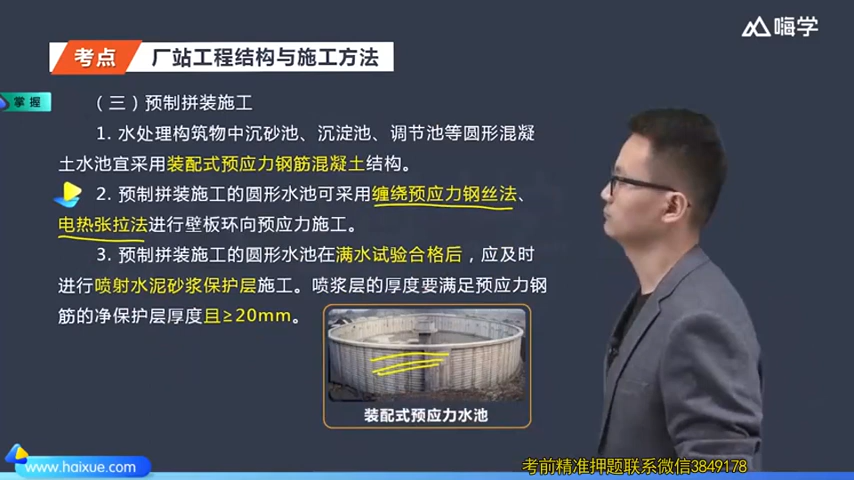 嗨学
考点 厂站工程结构与施工方法
掌握
（三）预制拼装施工
1. 水处理构筑物中沉砂池、沉淀池、调节池等圆形混凝
土水池宜采用装配式预应力钢筋混凝土结构。
2. 预制拼装施工的圆形水池可采用缠绕预应力钢丝法、
电热张拉法进行壁板环向预应力施工。
3. 预制拼装施工的圆形水池在满水试验合格后，应及时
进行喷射水泥砂浆保护层施工。喷浆层的厚度要满足预应力钢
筋的净保护层厚度且≥20mm。
装配式预应力水池
www.haixue.com
考前精准押题联系微信3849178